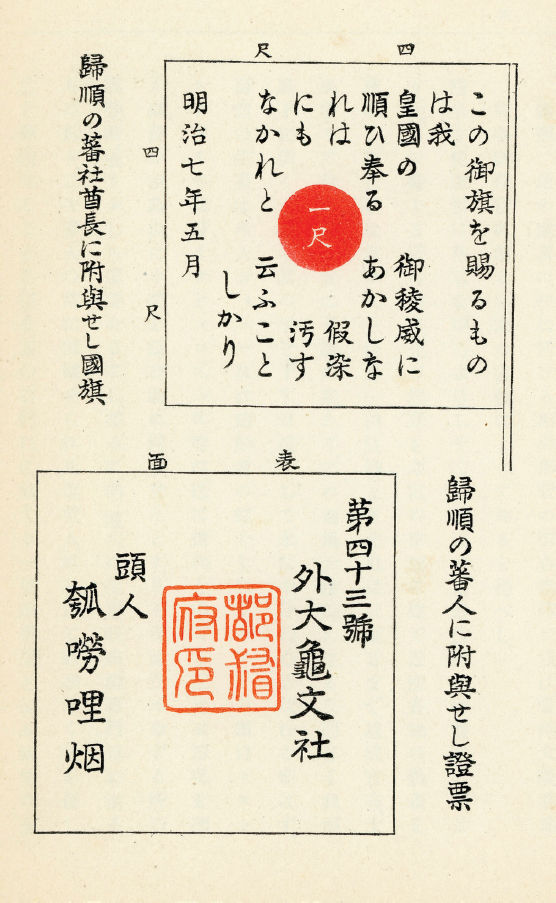 四尺
この御旗を賜るもの
は我
皇國の御稜威に
順ひ奉るあかしな
れは假染
にも汚す
なかれと云ふこと
しかり
明治七年五月
一尺
四尺
歸順の蕃社酋長に附與せし國旗
歸順の蕃人に附與せし證票
表面
第四十三號
外大龜文社
都督府印
頭人
瓠嘮哩烟